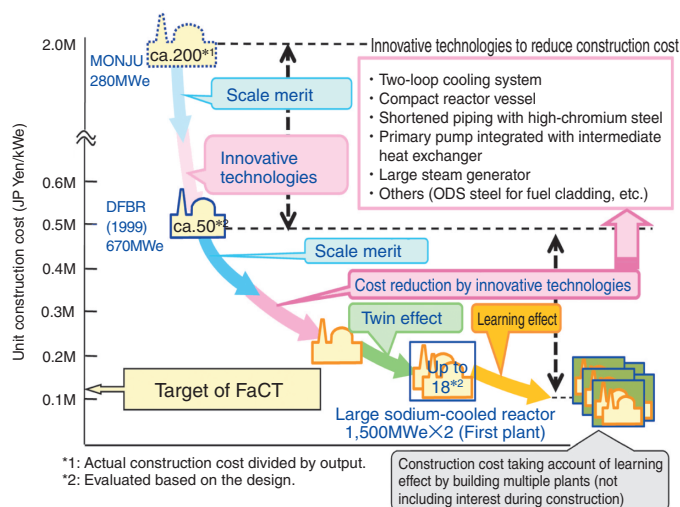 2.0M
ca.200*1
MONJU
280MWe
Innovative technologies to reduce construction cost
・Two-loop cooling system
・Compact reactor vessel
・Shortened piping with high-chromium steel
・Primary pump integrated with intermediate
heat exchanger
・Large steam generator
・Others (ODS steel for fuel cladding, etc.)
Scale merit
Innovative
technologies
Unit construction cost (JP Yen/kWe)
0.6M
DFBR
(1999)
670MWe
0.5M
ca.50*2
Scale merit
0.4M
Cost reduction by innovative technologies
0.3M
Twin effect
Learning effect
0.2M
Up to
18*2
Target of FaCT
0.1M
Large sodium-cooled reactor
1,500MWe×2 (First plant)
*1: Actual construction cost divided by output.
*2: Evaluated based on the design.
Construction cost taking account of learning
effect by building multiple plants (not
including interest during construction)